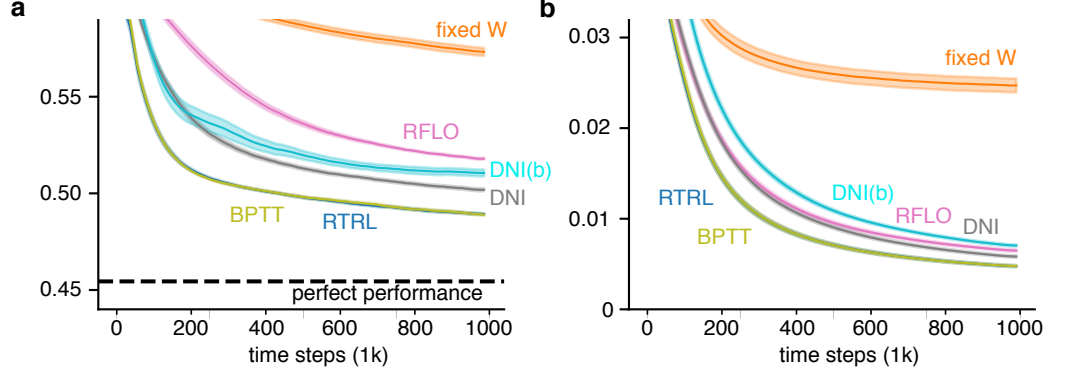 a
fixed W
0.55
RFLO
DNI(b)
0.50
DNI
BPTT
RTRL
0.45
perfect performance
0 200 400 600 800 1000
time steps (1k)
b
0.03
fixed W
0.02
RTRL
DNI(b)
RFLO
DNI
BPTT
0.01
0
0 200 400 600 800 1000
time steps (1k)